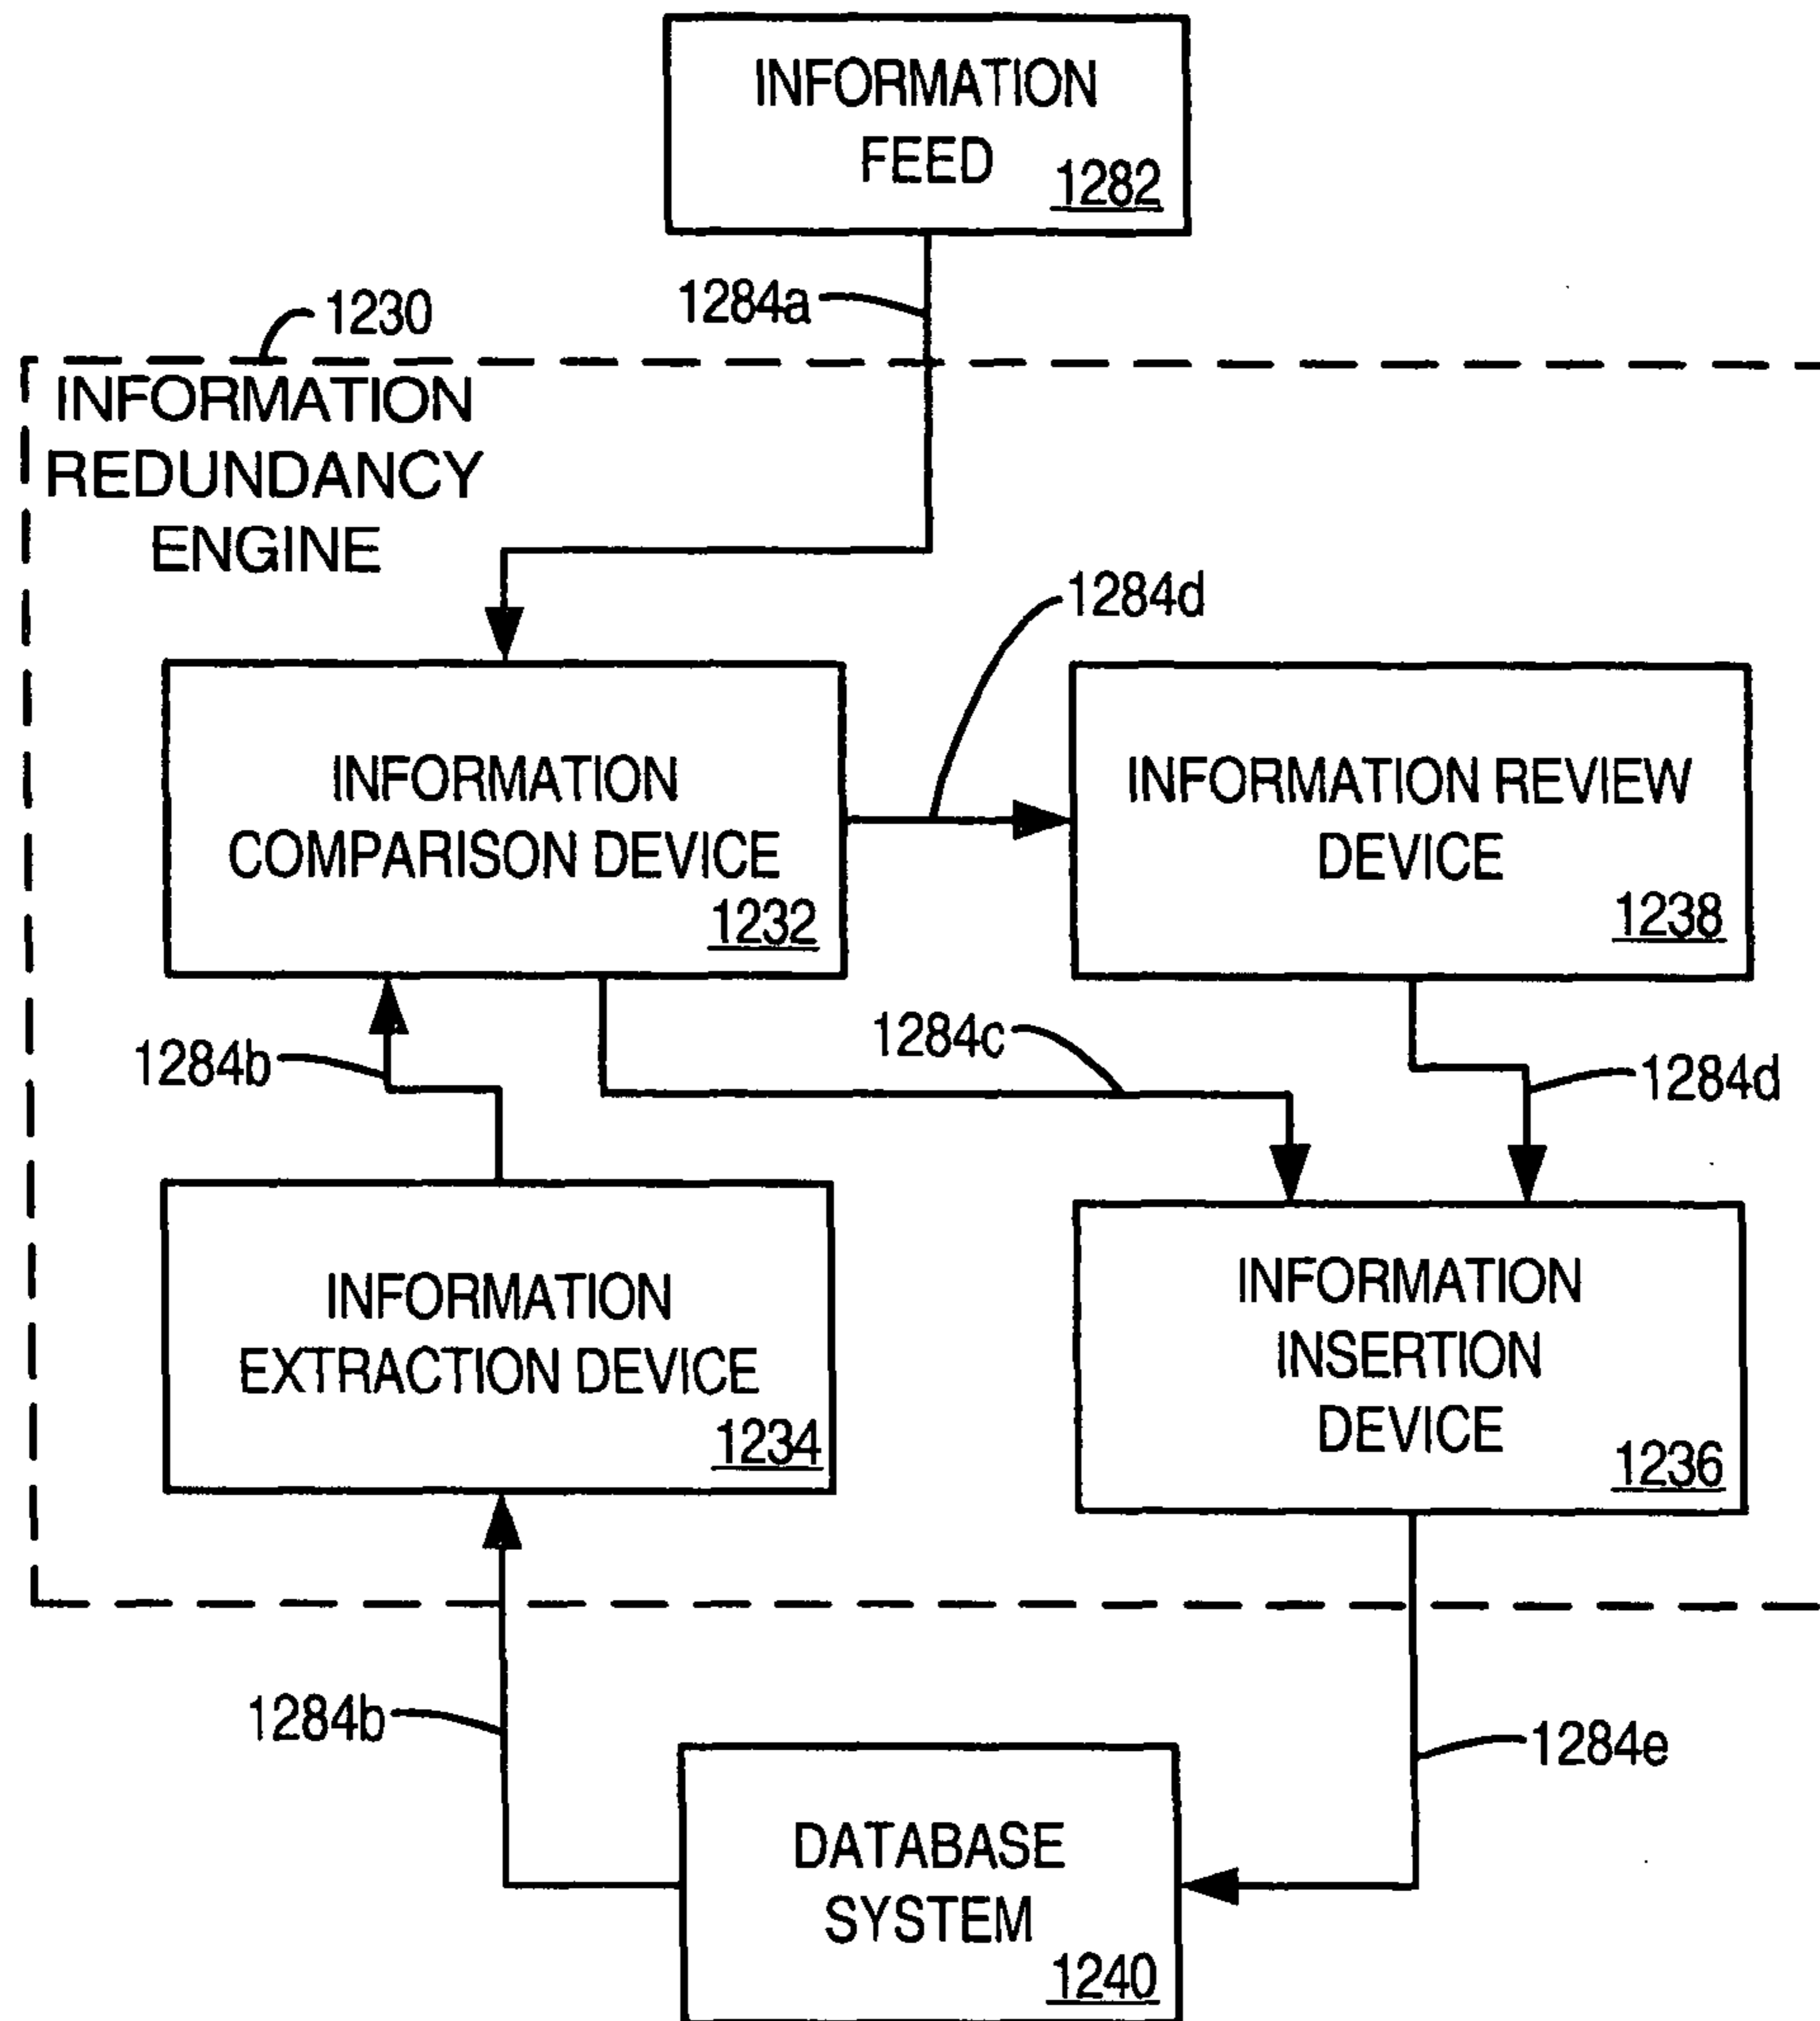 INFORMATION
FEED
1282
1284a
1230
INFORMATION
REDUNDANCY
ENGINE
1284d
INFORMATION
COMPARISON DEVICE
1232
INFORMATION REVIEW
DEVICE
1238
1284b
1284c
1284d
INFORMATION
EXTRACTION DEVICE
1234
INFORMATION
INSERTION
DEVICE
1236
1284b
1284e
DATABASE
SYSTEM
1240